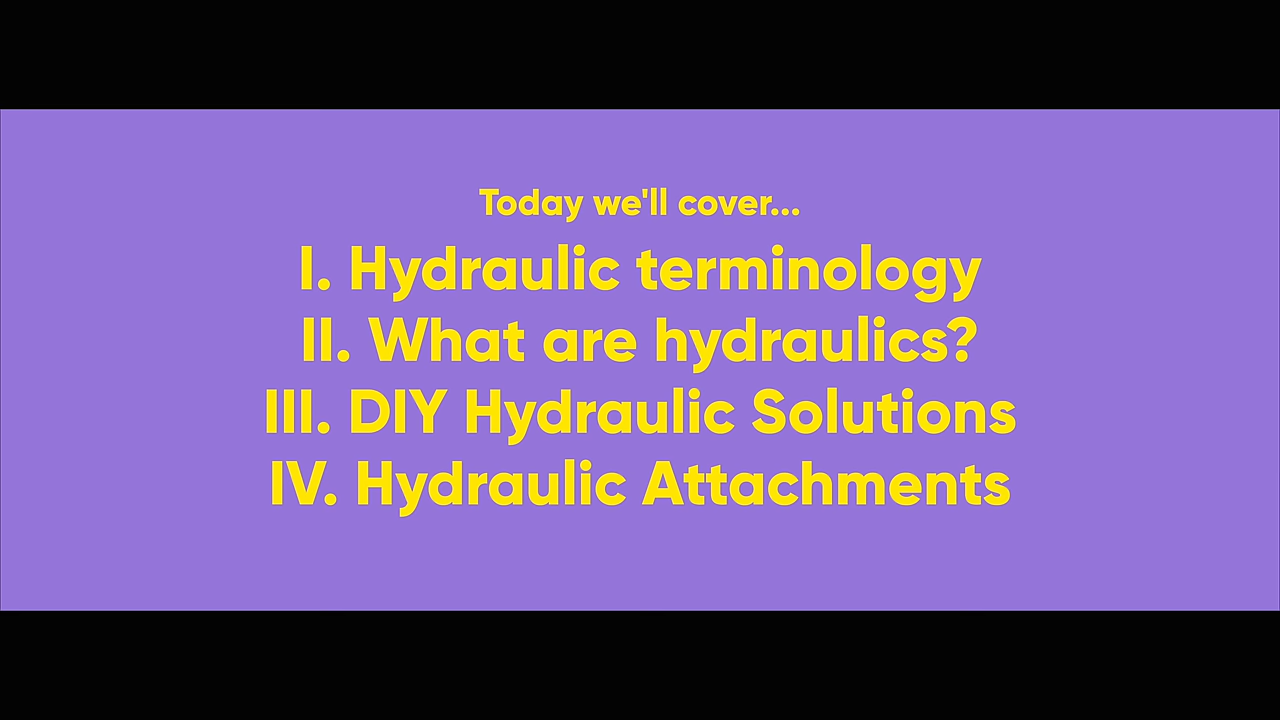 Today we'll cover...
I. Hydraulic terminology
II. What are hydraulics?
III. DIY Hydraulic Solutions
IV. Hydraulic Attachments